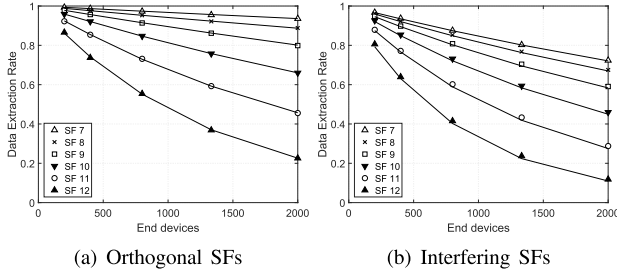 Data Extraction Rate
1
0.8
0.6
0.4
0.2
0
SF 7
SF 8
SF 9
SF 10
SF 11
SF 12
0 500 1000 1500 2000
End devices
(a) Orthogonal SFs
Data Extraction Rate
1
0.8
0.6
0.4
0.2
0
SF 7
SF 8
SF 9
SF 10
SF 11
SF 12
0 500 1000 1500 2000
End devices
(b) Interfering SFs